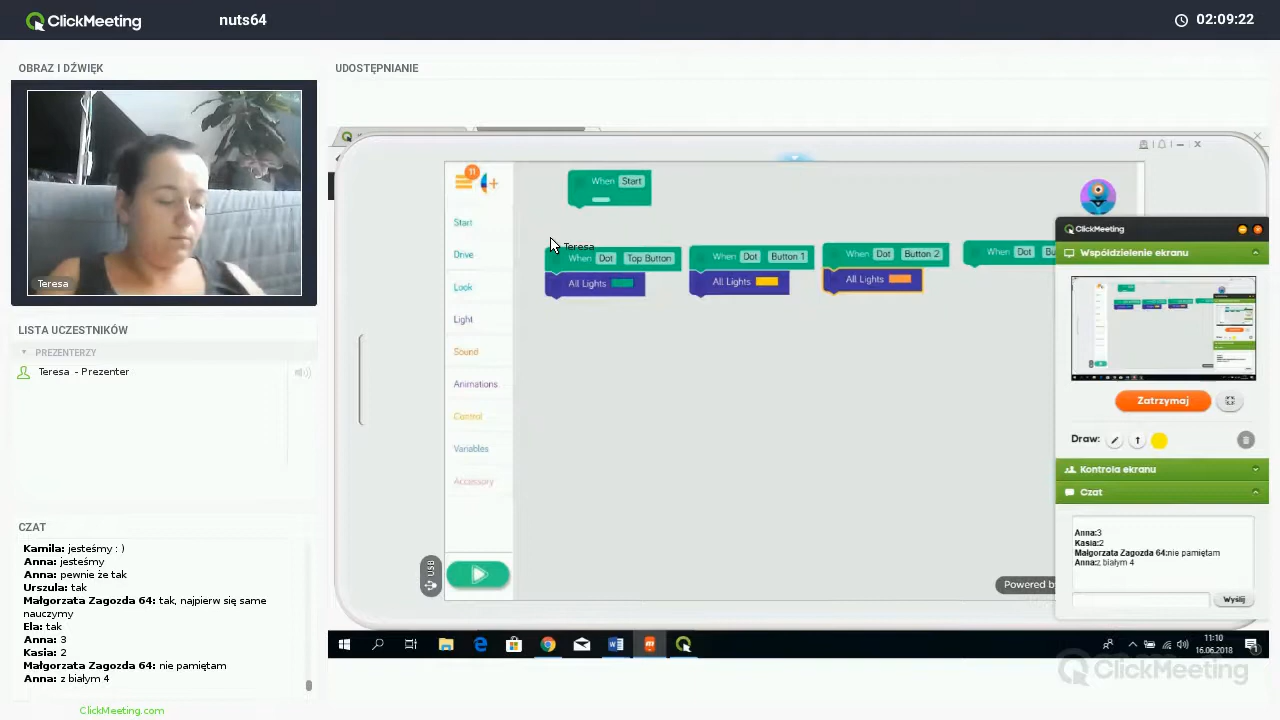 ClickMeeting
nuts64
02:09:22
OBRAZ I DŹWIĘK
Teresa
LISTA UCZESTNIKÓW
PREZENTERZY
Teresa - Prezenter
CZAT
Kamila: jesteśmy : )
Anna: jesteśmy
Anna: pewnie że tak
Urszula: tak
Małgorzata Zagozda 64: tak, najpierw się same
nauczymy
Ela: tak
Anna: 3
Kasia: 2
Małgorzata Zagozda 64: nie pamiętam
Anna: z białym 4
ClickMeeting.com
UDOSTĘPNIANIE
11
Start
Drive
Look
Light
Sound
Animations
Control
Variables
Accessory
USB
When Start
Teresa
When Dot Top Button
All Lights
When Dot Button 1
All Lights
When Dot Button 2
All Lights
When Dot
Powered by
ClickMeeting
Współdzielenie ekranu
Zatrzymaj
Draw:
Kontrola ekranu
Czat
Anna:3
Kasia:2
Małgorzata Zagozda 64:nie pamiętam
Anna:z białym 4
Wyślij
11:10
16.06.2018
ClickMeeting